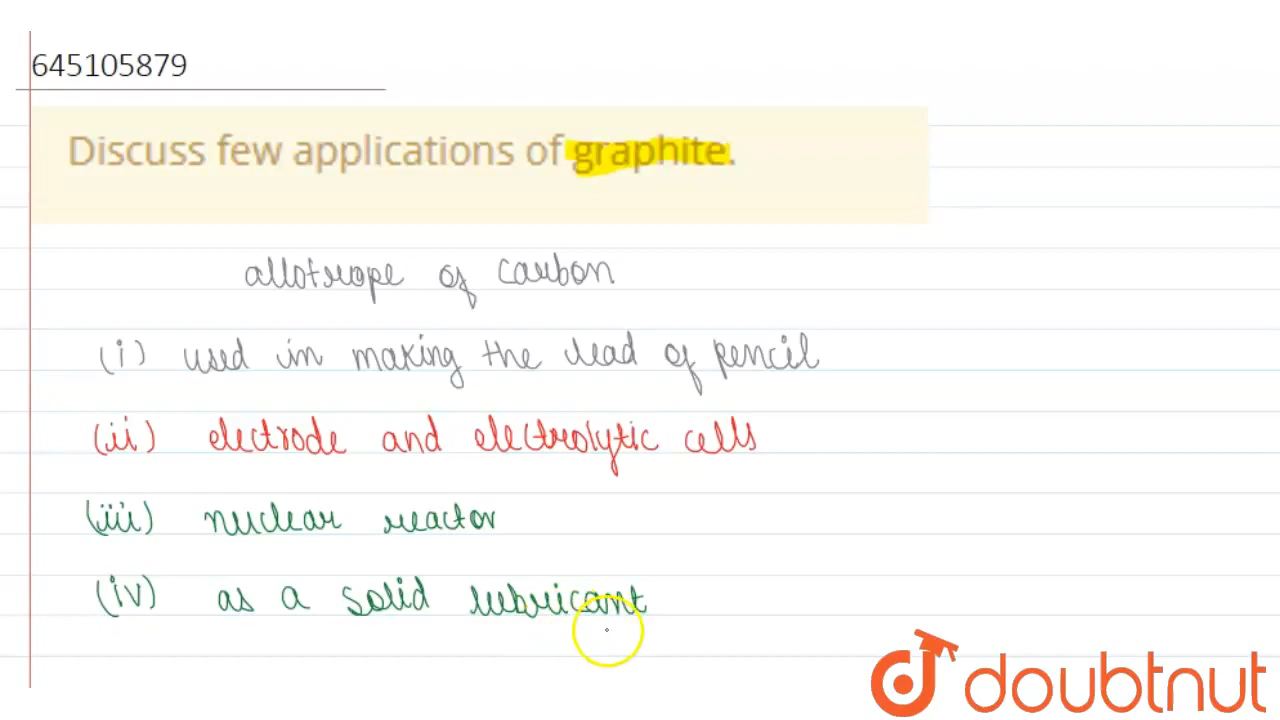 645105879
Discuss few applications of graphite.
allotrope of carbon
(i) used in making the lead of pencil
(ii) electrode and electrolytic cells
(iii) nuclear reactor
(iv) as a solid lubricant
doubtnut